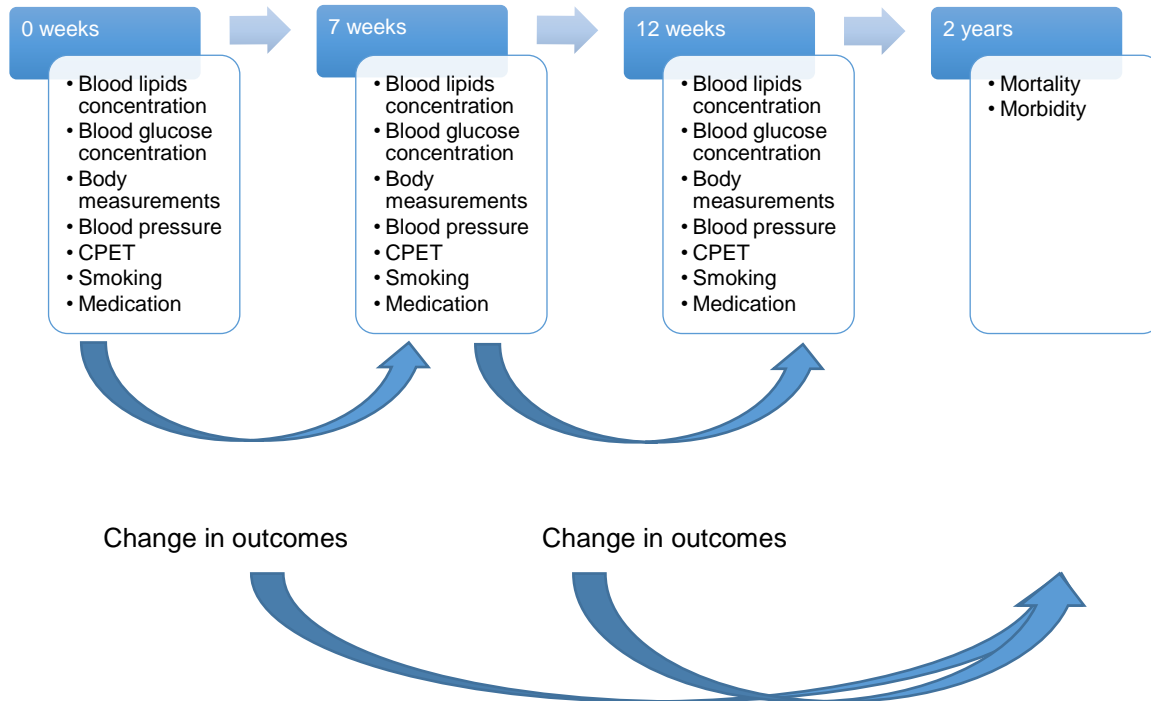 0 weeks
• Blood lipids
concentration
• Blood glucose
concentration
• Body
measurements
• Blood pressure
• CPET
• Smoking
• Medication
7 weeks
• Blood lipids
concentration
• Blood glucose
concentration
• Body
measurements
• Blood pressure
• CPET
• Smoking
• Medication
12 weeks
• Blood lipids
concentration
• Blood glucose
concentration
• Body
measurements
• Blood pressure
• CPET
• Smoking
• Medication
2 years
• Mortality
• Morbidity
Change in outcomes
Change in outcomes